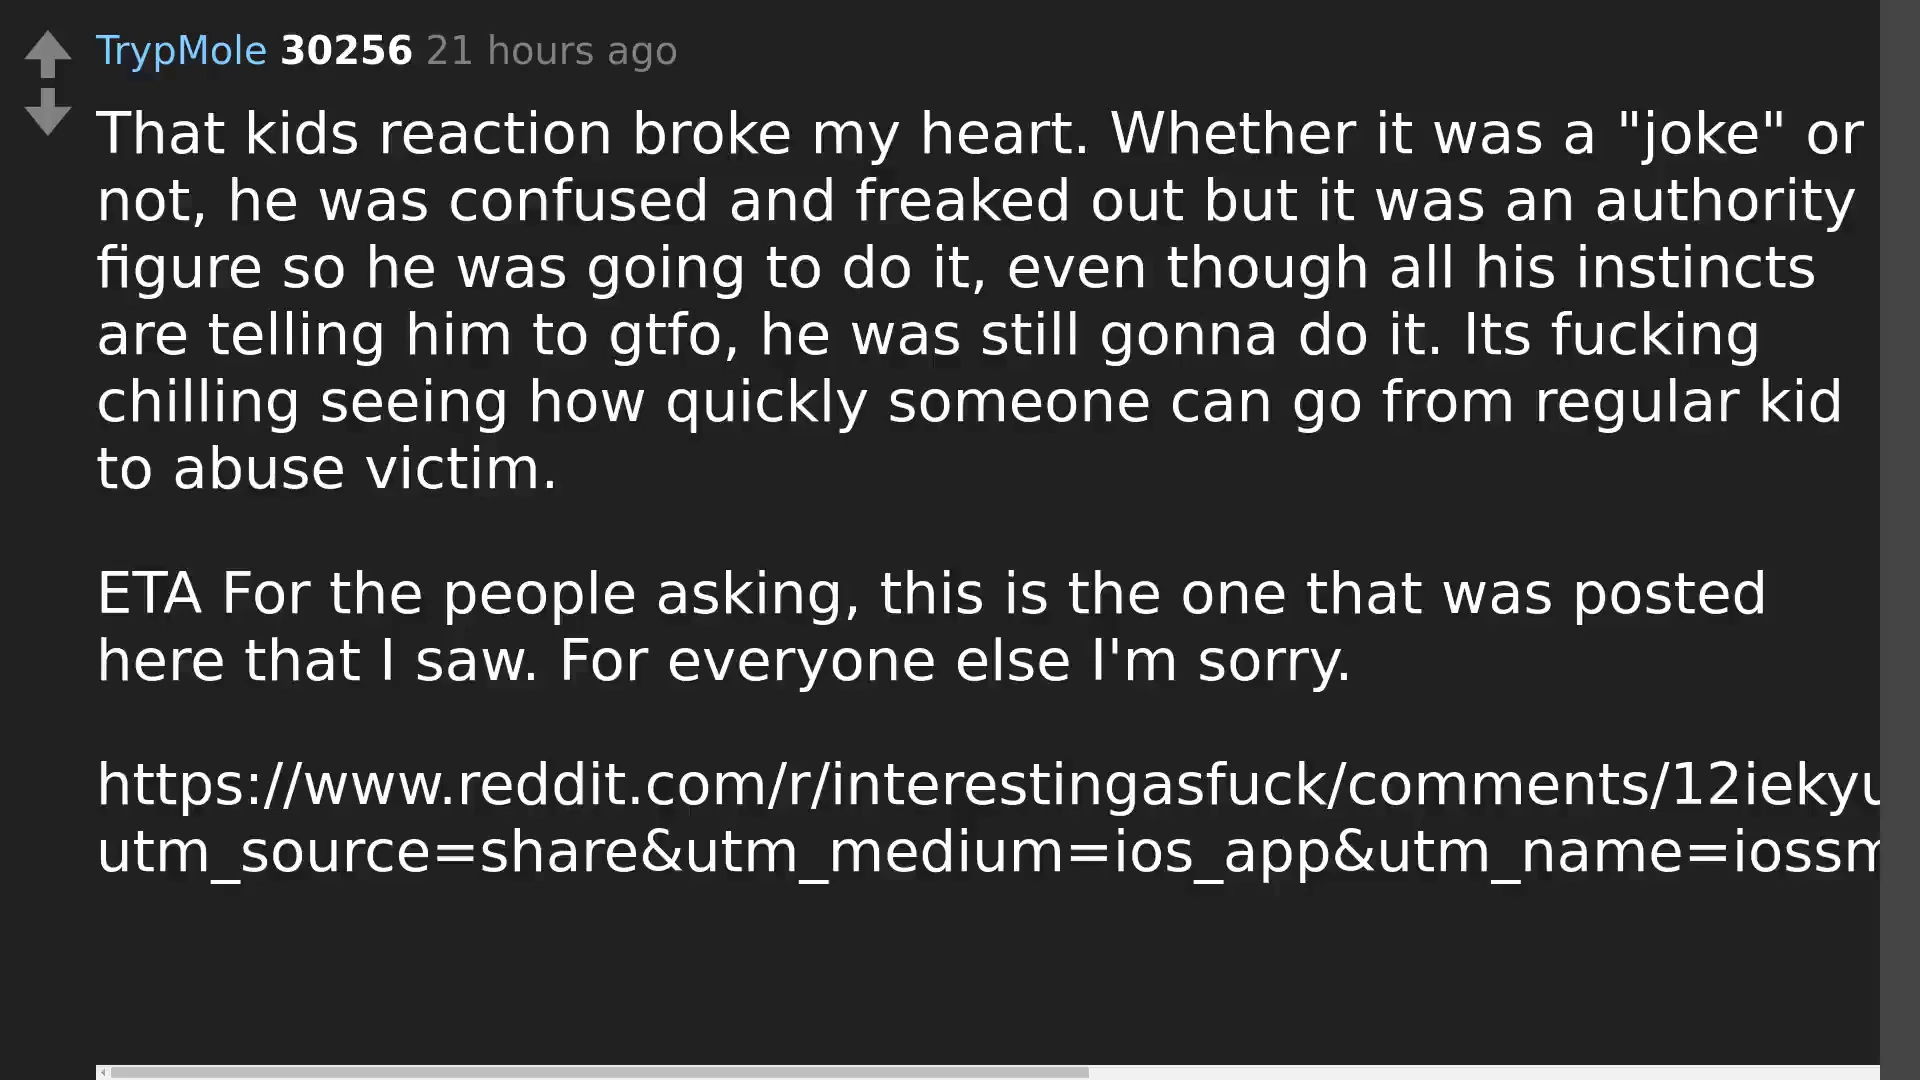 TrypMole 30256 21 hours ago
That kids reaction broke my heart. Whether it was a "joke" or
not, he was confused and freaked out but it was an authority
figure so he was going to do it, even though all his instincts
are telling him to gtfo, he was still gonna do it. Its fucking
chilling seeing how quickly someone can go from regular kid
to abuse victim.
ETA For the people asking, this is the one that was posted
here that I saw. For everyone else I'm sorry.
https://www.reddit.com/r/interestingasfuck/comments/12iekyu
utm_source=share&utm_medium=ios_app&utm_name=iossm